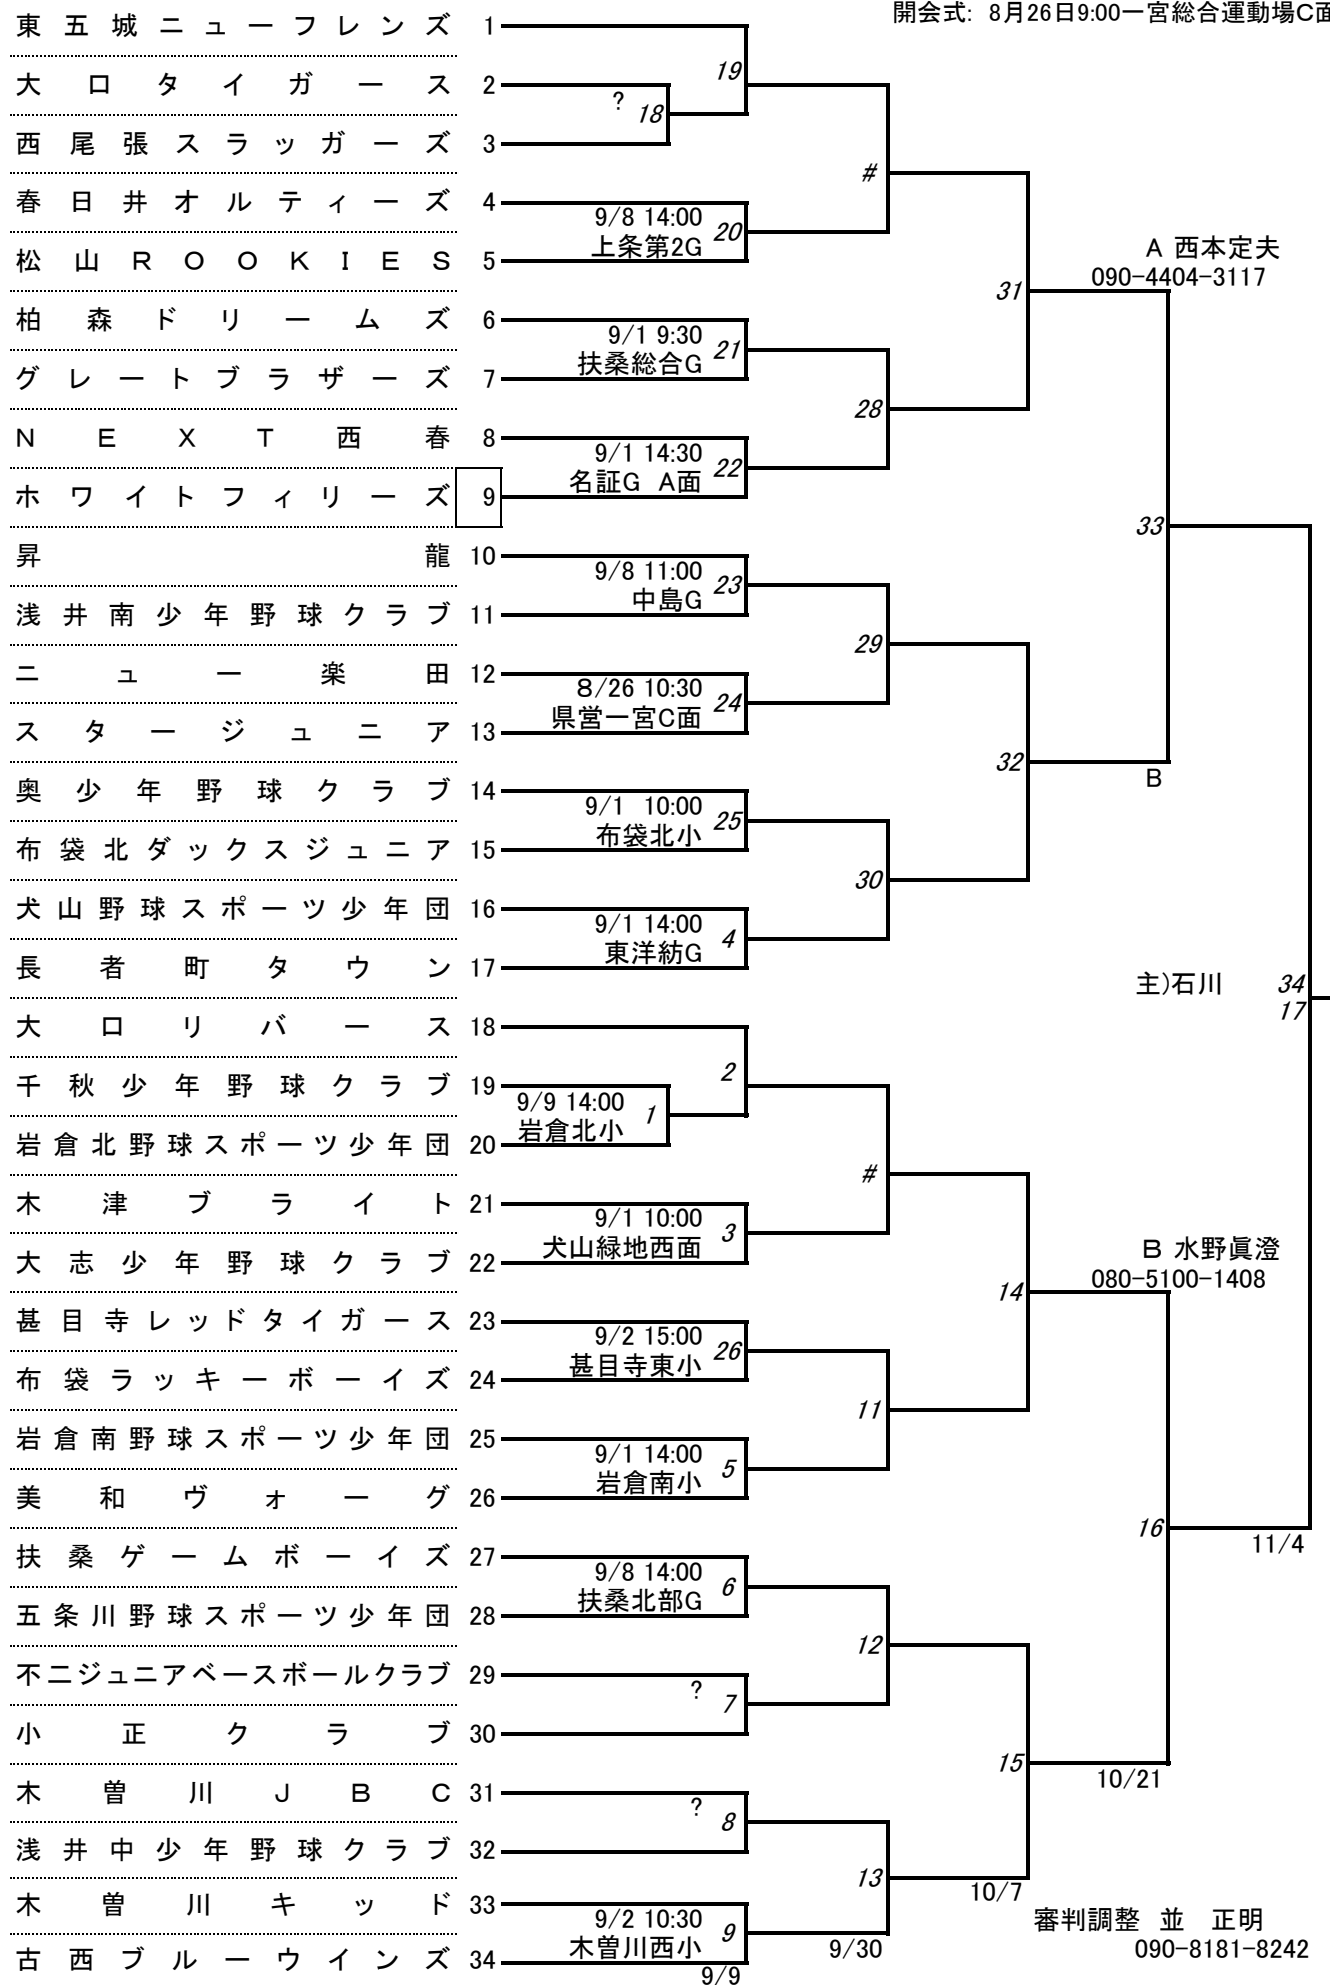 開会式: 8月26日9:00一宮総合運動場C面
東五城ニューフレンズ 1
19
大口タイガース 2
? 18
西尾張スラッガーズ 3
#
春日井オルティーズ 4
9/8 14:00 20
上条第2G
松山ROOKIES 5
A 西本定夫
090-4404-3117
31
柏森ドリームズ 6
9/1 9:30 21
扶桑総合G
グレートブラザーズ 7
28
NEXT西春 8
9/1 14:30 22
名証G A面
ホワイトフィリーズ 9
33
昇龍 10
9/8 11:00 23
中島G
浅井南少年野球クラブ 11
29
ニュー楽田 12
8/26 10:30 24
県営一宮C面
スタージュニア 13
32
B
奥少年野球クラブ 14
9/1 10:00 25
布袋北小
布袋北ダックスジュニア 15
30
犬山野球スポーツ少年団 16
9/1 14:00 4
東洋紡G
長者町タウン 17
主)石川 34
17
大口リバース 18
2
千秋少年野球クラブ 19
9/9 14:00 1
岩倉北小
岩倉北野球スポーツ少年団 20
#
木津ブライト 21
9/1 10:00 3
犬山緑地西面
大志少年野球クラブ 22
B 水野眞澄
080-5100-1408
14
甚目寺レッドタイガース 23
9/2 15:00 26
甚目寺東小
布袋ラッキーボーイズ 24
11
岩倉南野球スポーツ少年団 25
9/1 14:00 5
岩倉南小
美和ヴォーグ 26
16
11/4
扶桑ゲームボーイズ 27
9/8 14:00 6
扶桑北部G
五条川野球スポーツ少年団 28
12
不二ジュニアベースボールクラブ 29
? 7
小正クラブ 30
15
10/21
木曽川JBC 31
? 8
浅井中少年野球クラブ 32
13
10/7
木曽川キッド 33
9/2 10:30 9
木曽川西小
審判調整 並 正明
090-8181-8242
古西ブルーウインズ 34
9/30
9/9